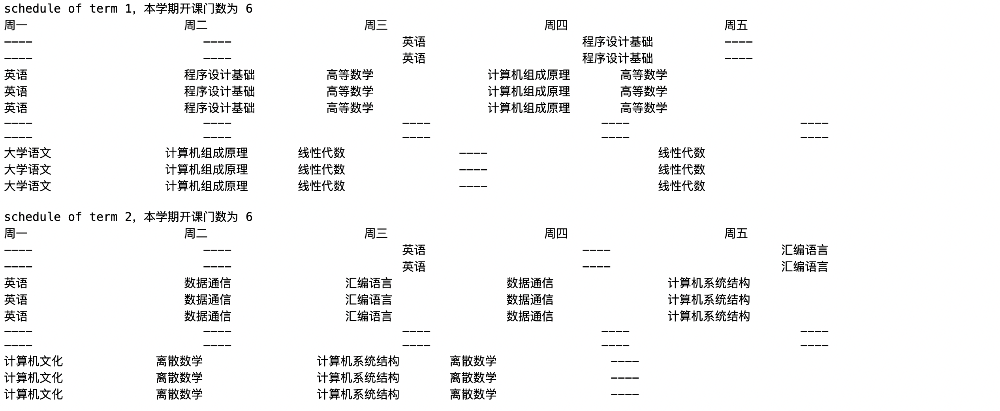 schedule of term 1，本学期开课门数为 6
周一 周二 周三 周四 周五
---- ---- 英语 程序设计基础 ----
---- ---- 英语 程序设计基础 ----
英语 程序设计基础 高等数学 计算机组成原理 高等数学
英语 程序设计基础 高等数学 计算机组成原理 高等数学
英语 程序设计基础 高等数学 计算机组成原理 高等数学
---- ---- ---- ---- ----
---- ---- ---- ---- ----
大学语文 计算机组成原理 线性代数 ---- 线性代数
大学语文 计算机组成原理 线性代数 ---- 线性代数
大学语文 计算机组成原理 线性代数 ---- 线性代数
schedule of term 2，本学期开课门数为 6
周一 周二 周三 周四 周五
---- ---- 英语 ---- 汇编语言
---- ---- 英语 ---- 汇编语言
英语 数据通信 汇编语言 数据通信 计算机系统结构
英语 数据通信 汇编语言 数据通信 计算机系统结构
英语 数据通信 汇编语言 数据通信 计算机系统结构
---- ---- ---- ---- ----
---- ---- ---- ---- ----
计算机文化 离散数学 计算机系统结构 离散数学 ----
计算机文化 离散数学 计算机系统结构 离散数学 ----
计算机文化 离散数学 计算机系统结构 离散数学 ----